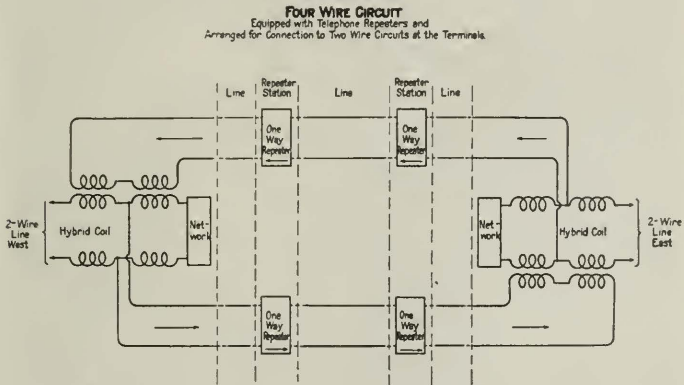 FOUR WIRE CIRCUIT
Equipped with Telephone Repeaters and
Arranged for Connection to Two Wire Circuits at the Terminals.
Line
Repeater
Station
Line
Repeater
Station
Line
One
Way
Repeater
One
Way
Repeater
2-Wire
Line
West
Hybrid Coil
Net-
work
Net-
work
Hybrid Coil
2-Wire
Line
East
One
Way
Repeater
One
Way
Repeater